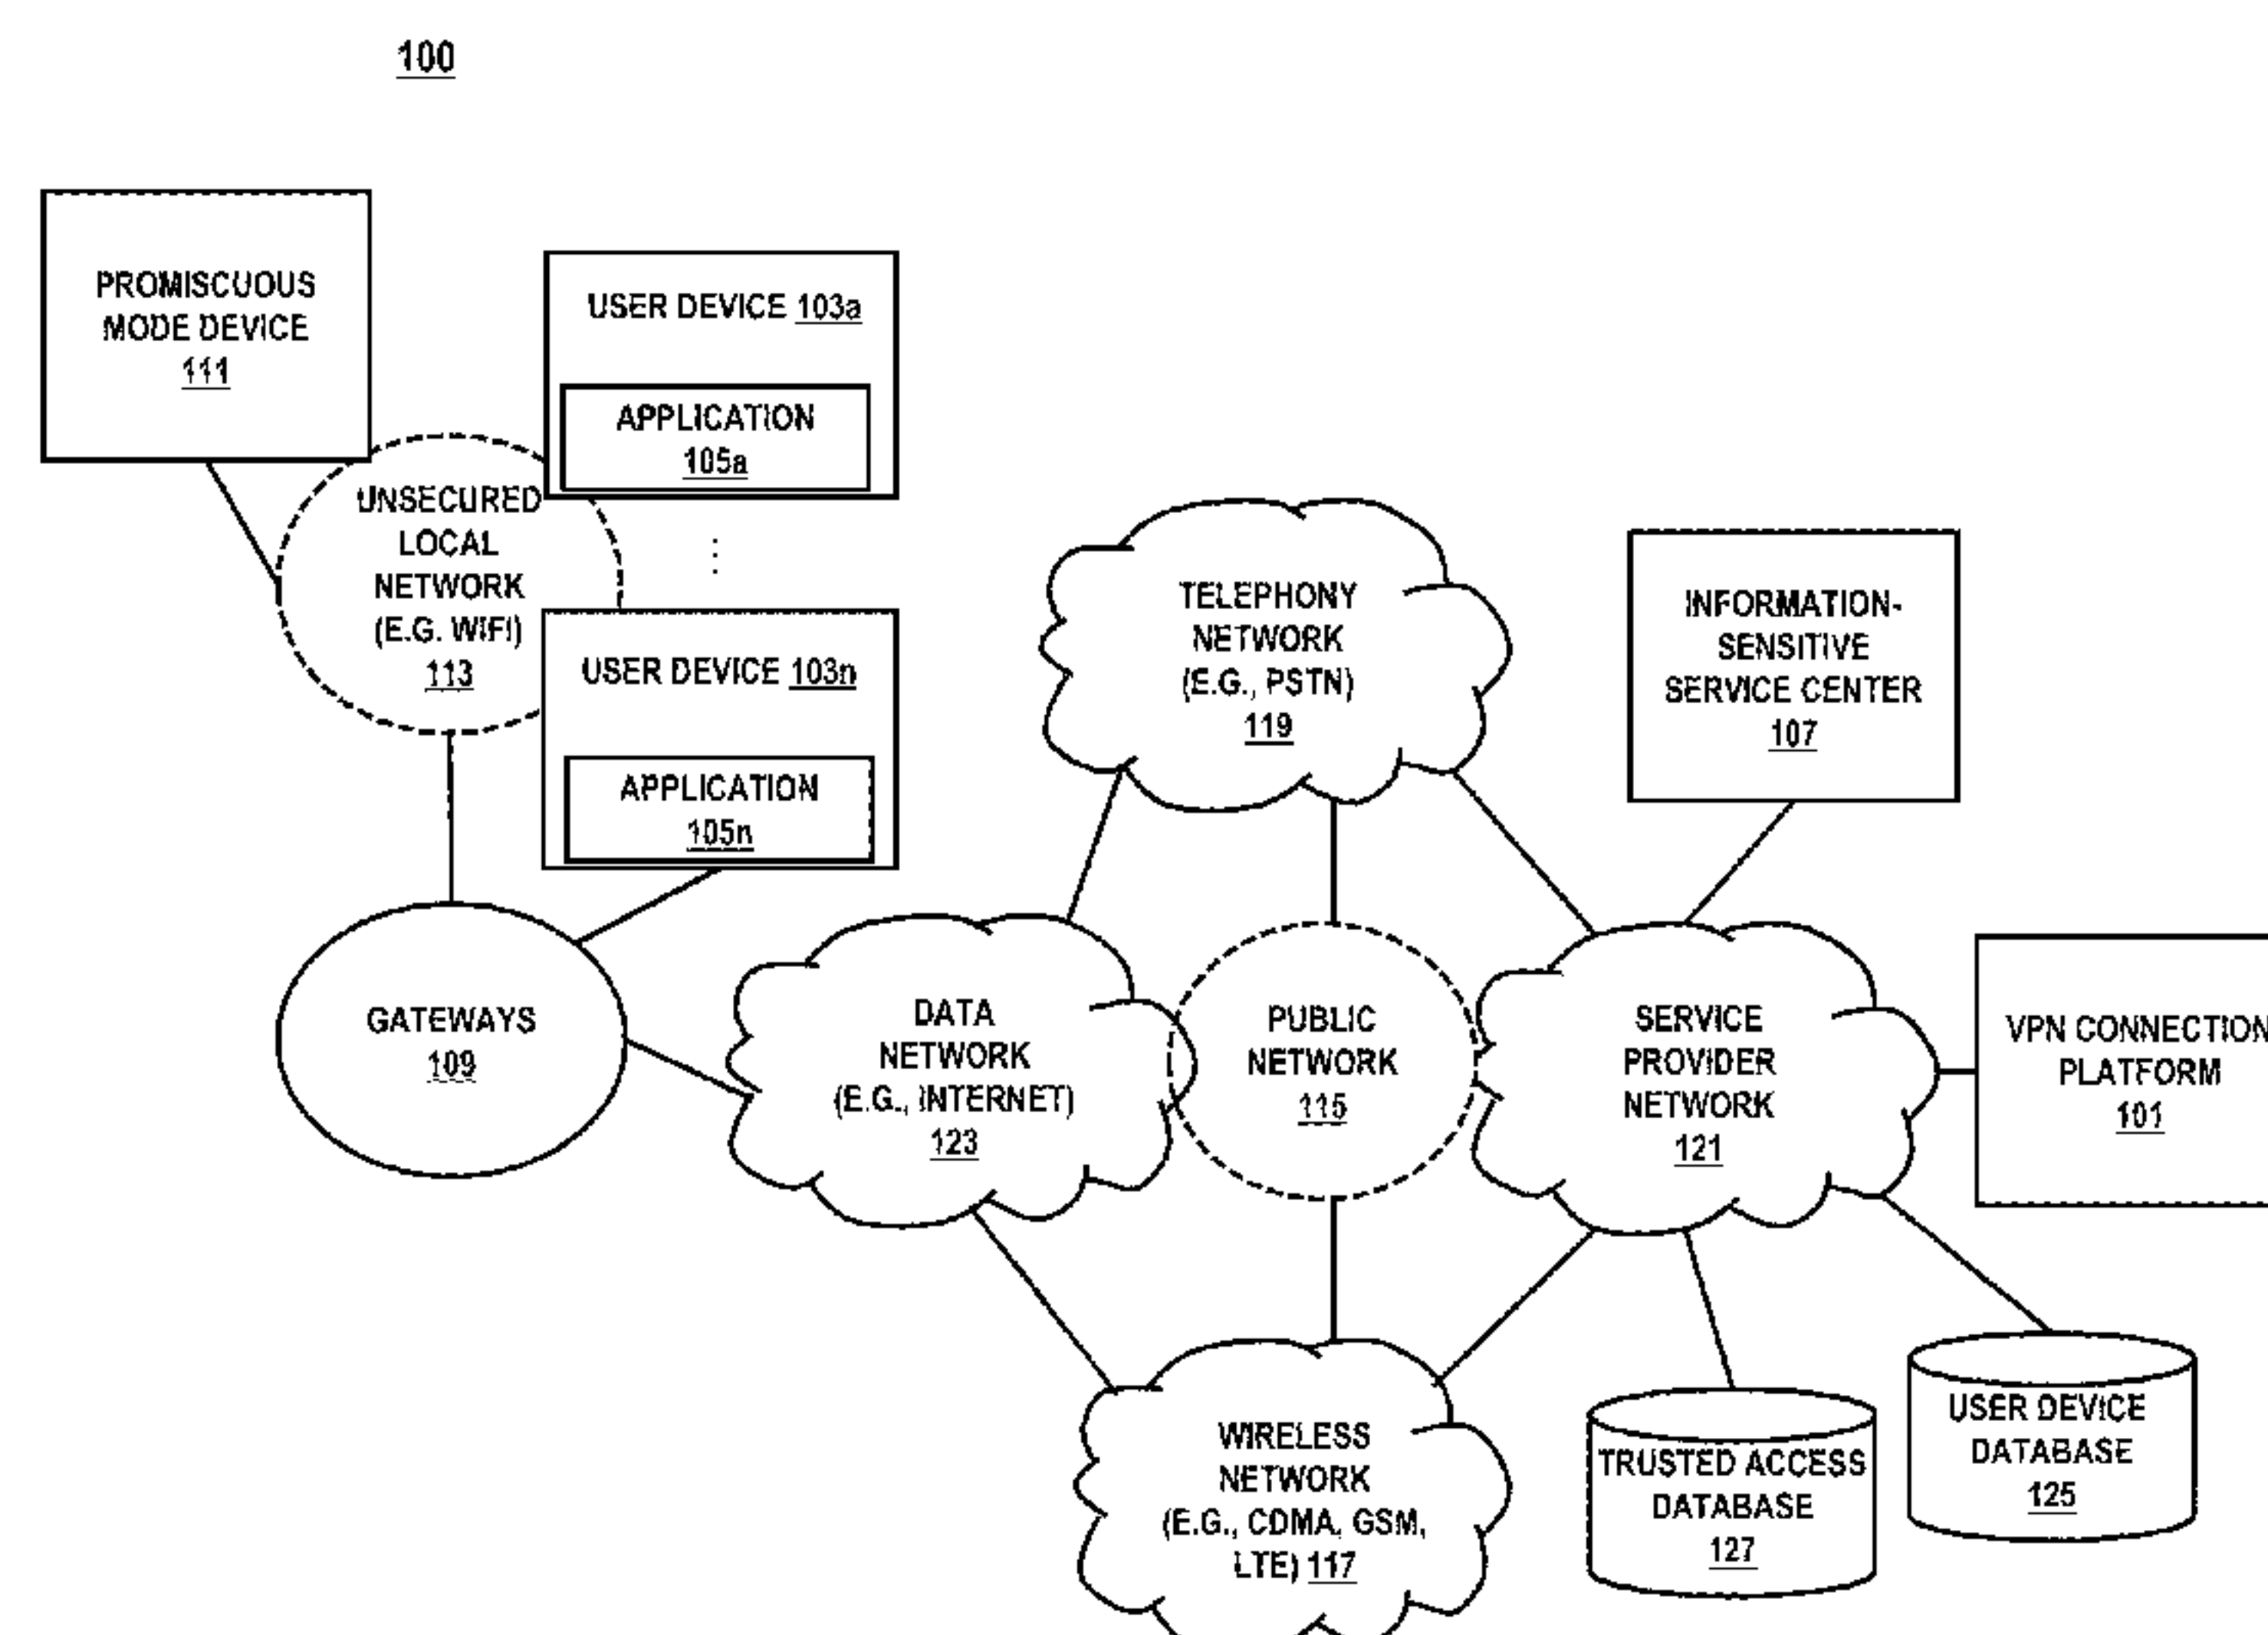 100
PROMISCUOUS
MODE DEVICE
111
USER DEVICE 103a
APPLICATION
105a
UNSECURED
LOCAL
NETWORK
(E.G. WIFI)
113
USER DEVICE 103n
APPLICATION
105n
TELEPHONY
NETWORK
(E.G., PSTN)
119
INFORMATION-
SENSITIVE
SERVICE CENTER
107
GATEWAYS
109
DATA
NETWORK
(E.G., INTERNET)
123
PUBLIC
NETWORK
115
SERVICE
PROVIDER
NETWORK
121
VPN CONNECTION
PLATFORM
101
WIRELESS
NETWORK
(E.G., CDMA, GSM,
LTE) 117
TRUSTED ACCESS
DATABASE
127
USER DEVICE
DATABASE
125